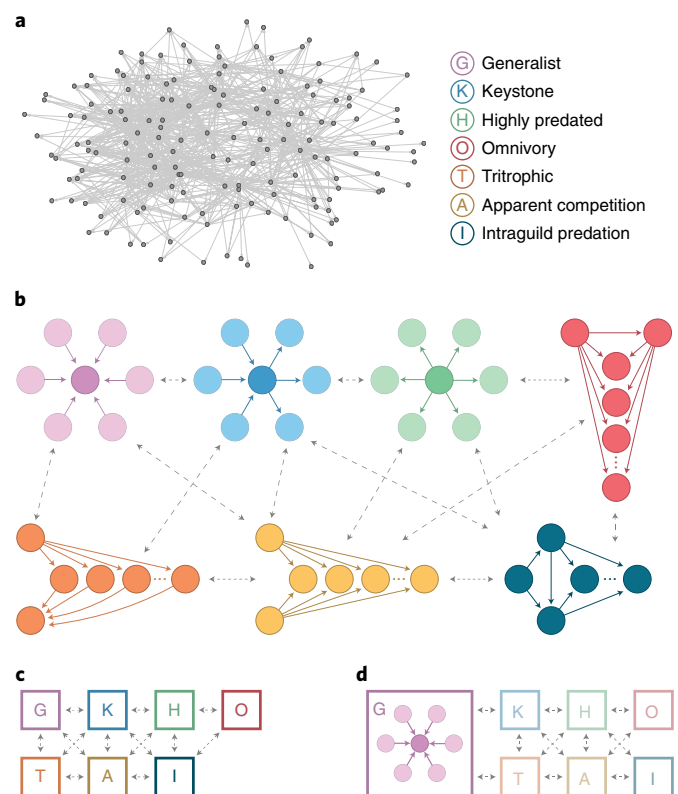 a
G Generalist
K Keystone
H Highly predated
O Omnivory
T Tritrophic
A Apparent competition
I Intraguild predation
b
c
G K H O
T A I
d
G K H O
T A I